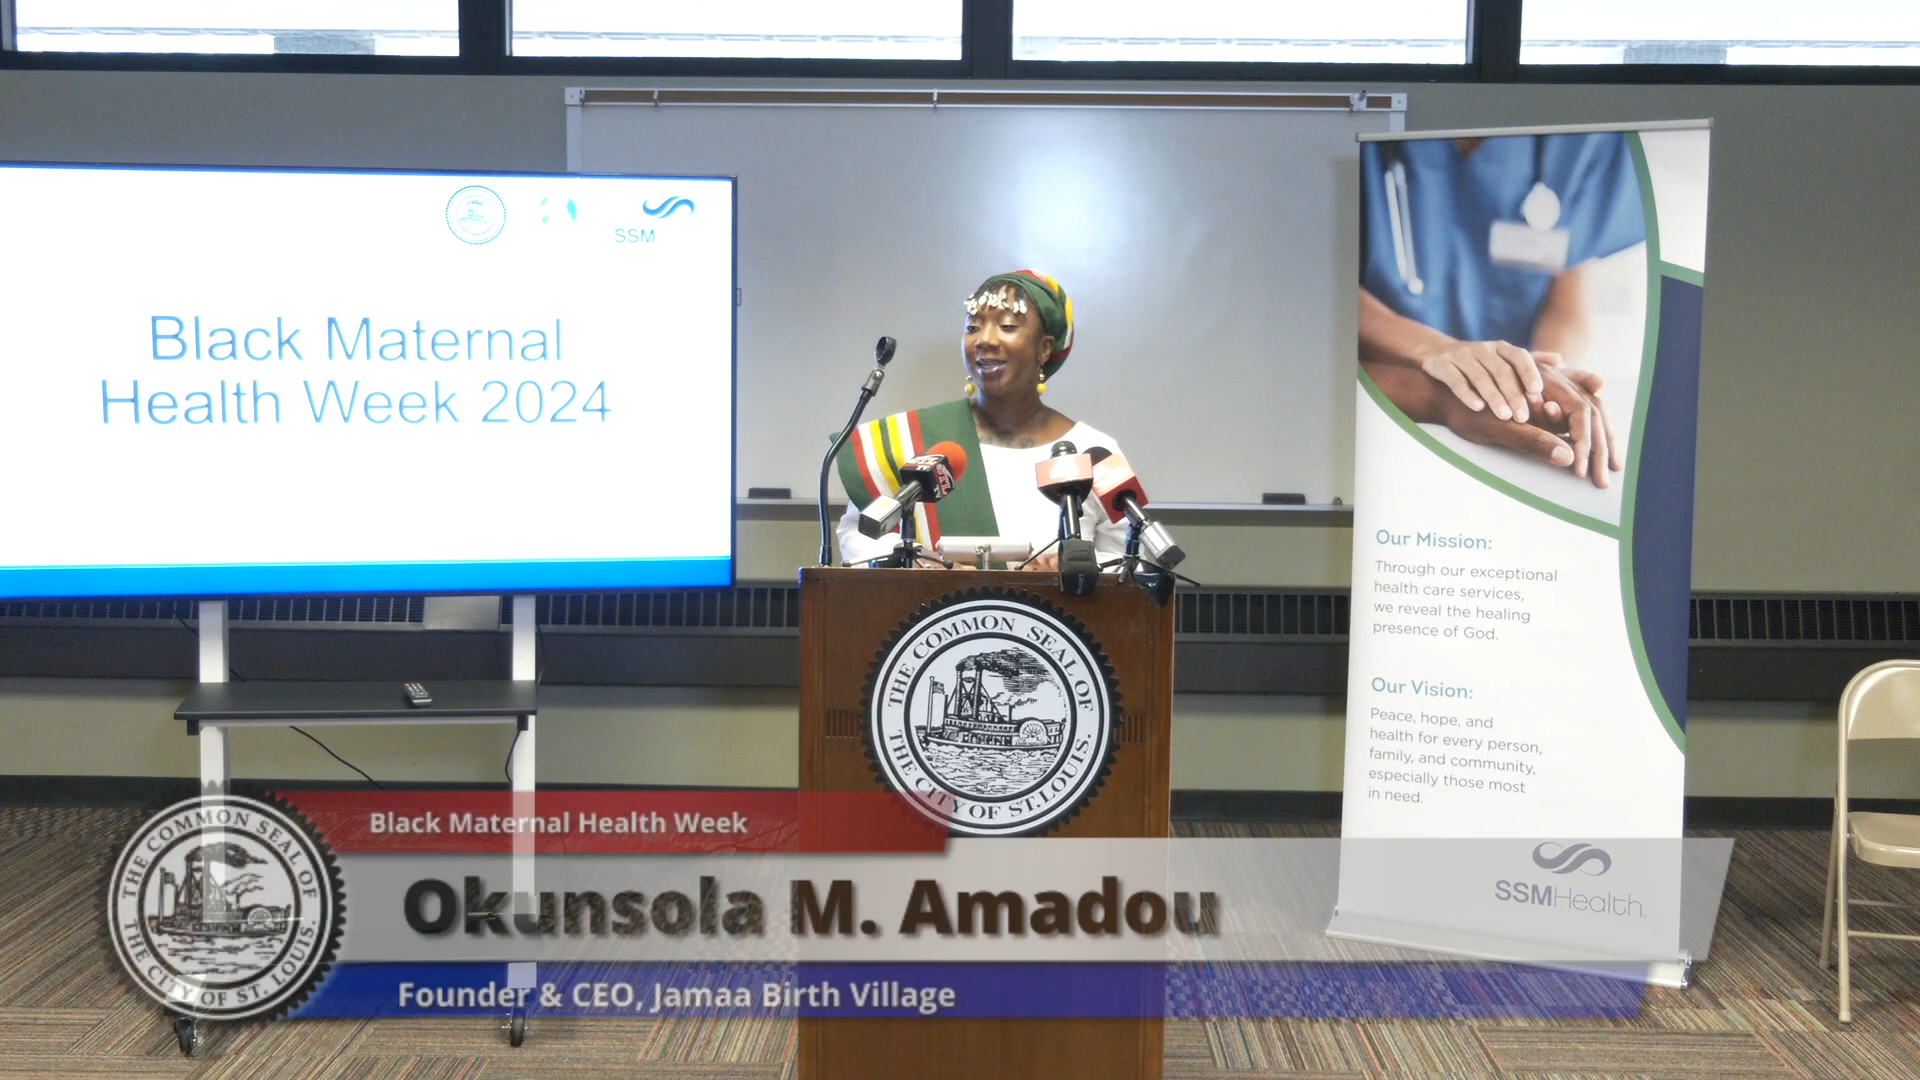 SSM
Black Maternal
Health Week 2024
Our Mission:
Through our exceptional
health care services,
we reveal the healing
presence of God.
Our Vision:
Peace, hope, and
health for every person,
family, and community,
especially those most
in need.
SSMHealth
THE COMMON SEAL OF
THE CITY OF ST. LOUIS.
THE COMMON SEAL OF
THE CITY OF ST. LOUIS.
Black Maternal Health Week
Okunsola M. Amadou
Founder & CEO, Jamaa Birth Village